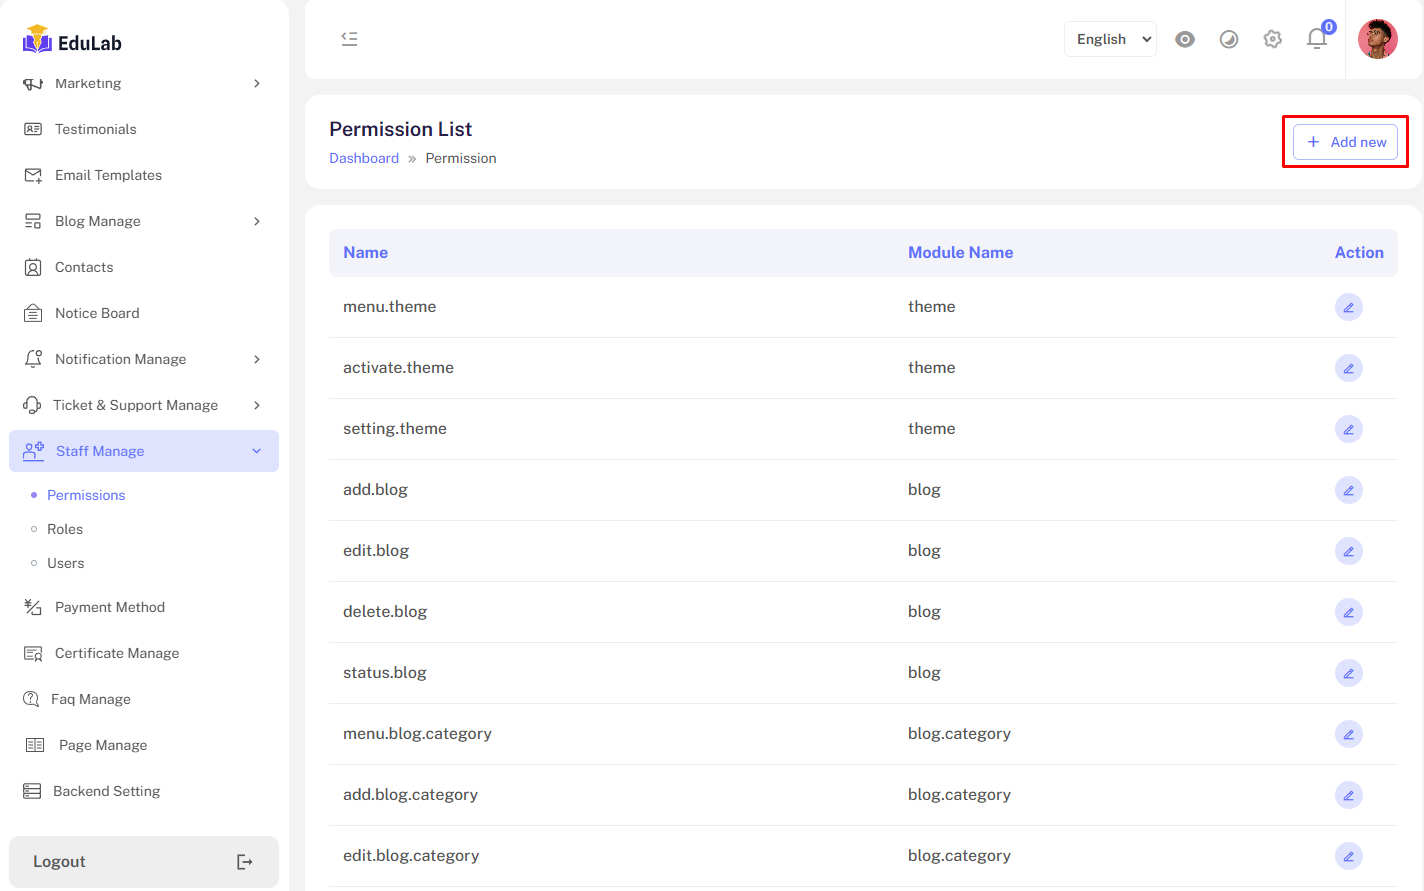 EduLab
Marketing
Testimonials
Email Templates
Blog Manage
Contacts
Notice Board
Notification Manage
Ticket & Support Manage
Staff Manage
Permissions
Roles
Users
Payment Method
Certificate Manage
Faq Manage
Page Manage
Backend Setting
Logout
English
0
Permission List
Dashboard » Permission
+ Add new
Name Module Name Action
menu.theme theme
activate.theme theme
setting.theme theme
add.blog blog
edit.blog blog
delete.blog blog
status.blog blog
menu.blog.category blog.category
add.blog.category blog.category
edit.blog.category blog.category